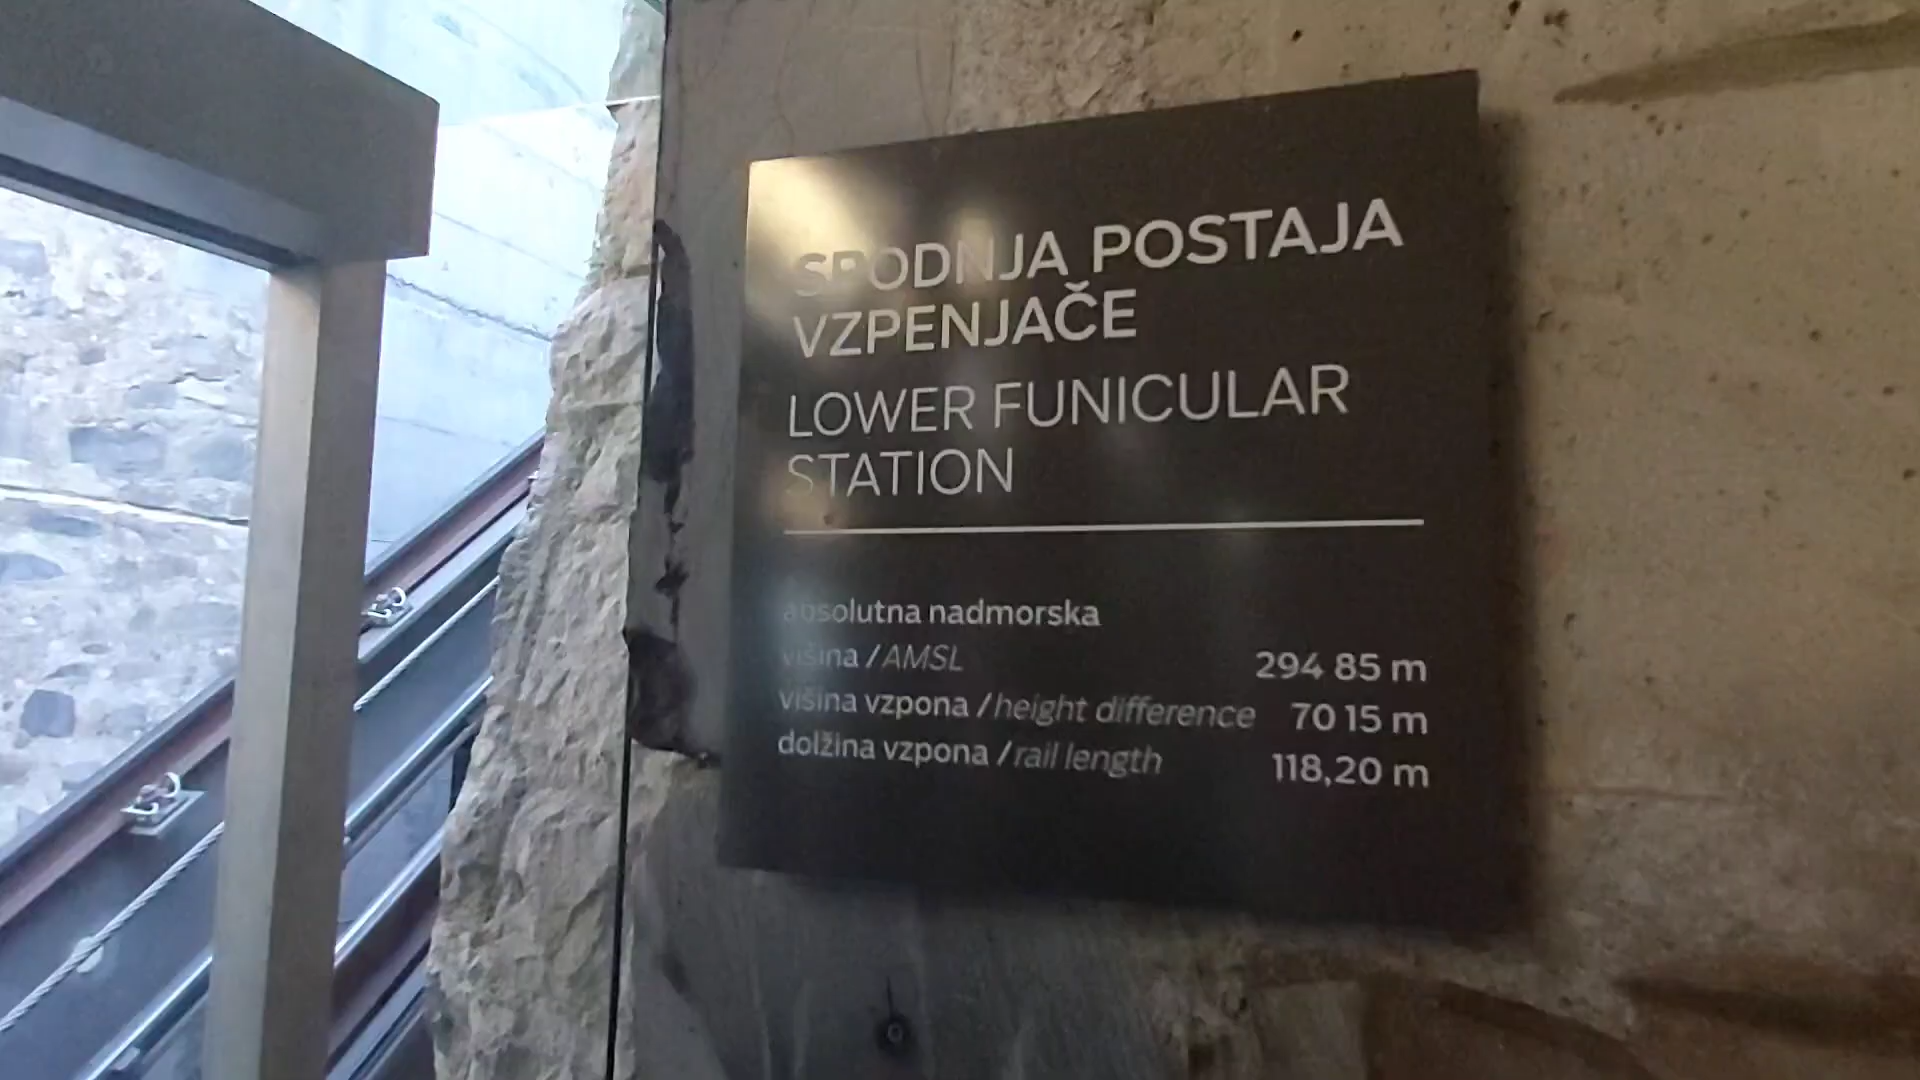 SPODNJA POSTAJA
VZPENJAČE
LOWER FUNICULAR
STATION
absolutna nadmorska
višina / AMSL 294 85 m
višina vzpona / height difference 70 15 m
dolžina vzpona / rail length 118,20 m